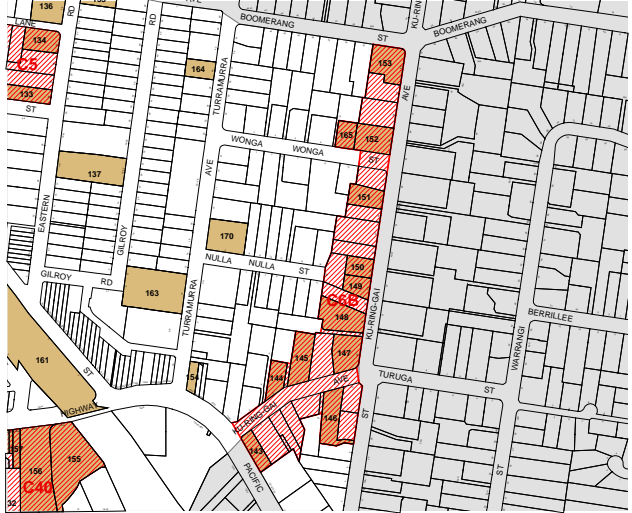 136
RD
RD
AVE
KU-RING
BOOMERANG
ST
BOOMERANG
LANE
134
C5
133
ST
164
TURRAMURRA
AVE
153
AVE
165
152
WONGA
WONGA
ST
137
EASTERN
GILROY
151
170
NULLA
NULLA
ST
150
149
C6B
148
KU-RING-GAI
GILROY
RD
163
TURRAMURRA
BERRILLEE
WARRANGI
161
ST
145
147
154
144
AVE
TURUGA
ST
HIGHWAY
KU-RING-GAI
146
ST
143
PACIFIC
157
156
155
C40
32
ST